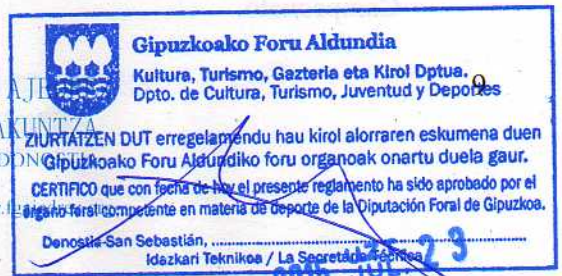 Gipuzkoako Foru Aldundia
Kultura, Turismo, Gazteria eta Kirol Dptua.
Dpto. de Cultura, Turismo, Juventud y Deportes
ZIURTATZEN DUT erregelamendu hau kirol alorraren eskumena duen
Gipuzkoako Foru Aldundiko foru organoak onartu duela gaur.
CERTIFICO que con fecha de hoy el presente reglamento ha sido aprobado por el
órgano foral competente en materia de deporte de la Diputación Foral de Gipuzkoa.
Donostia-San Sebastián, ........................................
Idazkari Teknikoa / La Secretaria Técnica
23